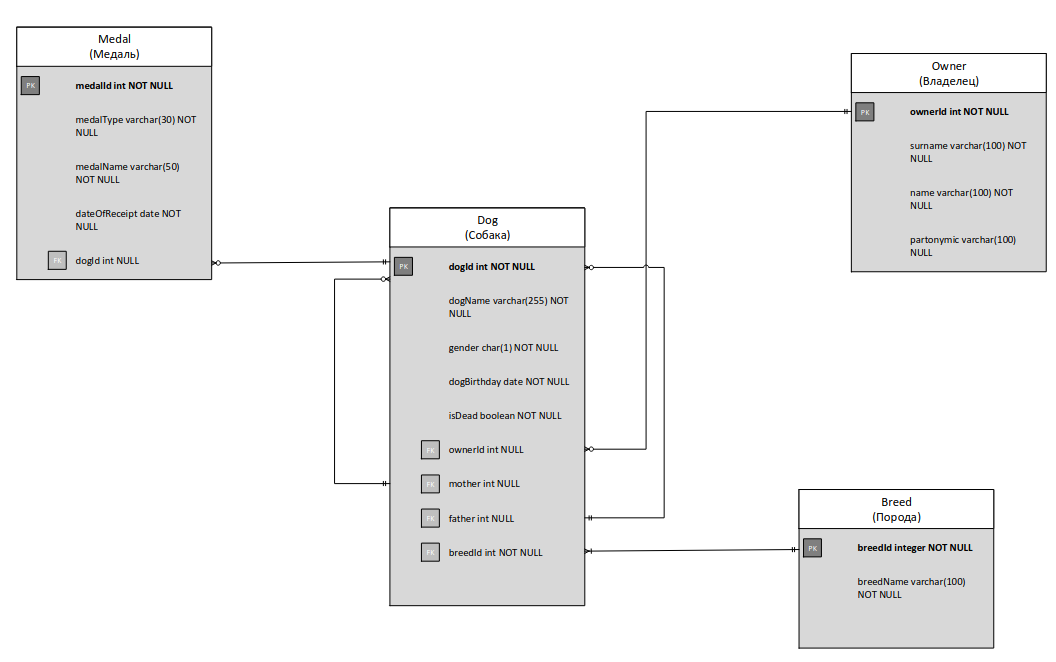 Medal
(Медаль)
PK
medalId int NOT NULL
medalType varchar(30) NOT
NULL
medalName varchar(50)
NOT NULL
dateOfReceipt date NOT
NULL
FK
dogId int NULL
Dog
(Собака)
PK
dogId int NOT NULL
dogName varchar(255) NOT
NULL
gender char(1) NOT NULL
dogBirthday date NOT NULL
isDead boolean NOT NULL
FK
ownerId int NULL
FK
mother int NULL
FK
father int NULL
FK
breedId int NOT NULL
Owner
(Владелец)
PK
ownerId int NOT NULL
surname varchar(100) NOT
NULL
name varchar(100) NOT
NULL
partonymic varchar(100)
NULL
Breed
(Порода)
PK
breedId integer NOT NULL
breedName varchar(100)
NOT NULL